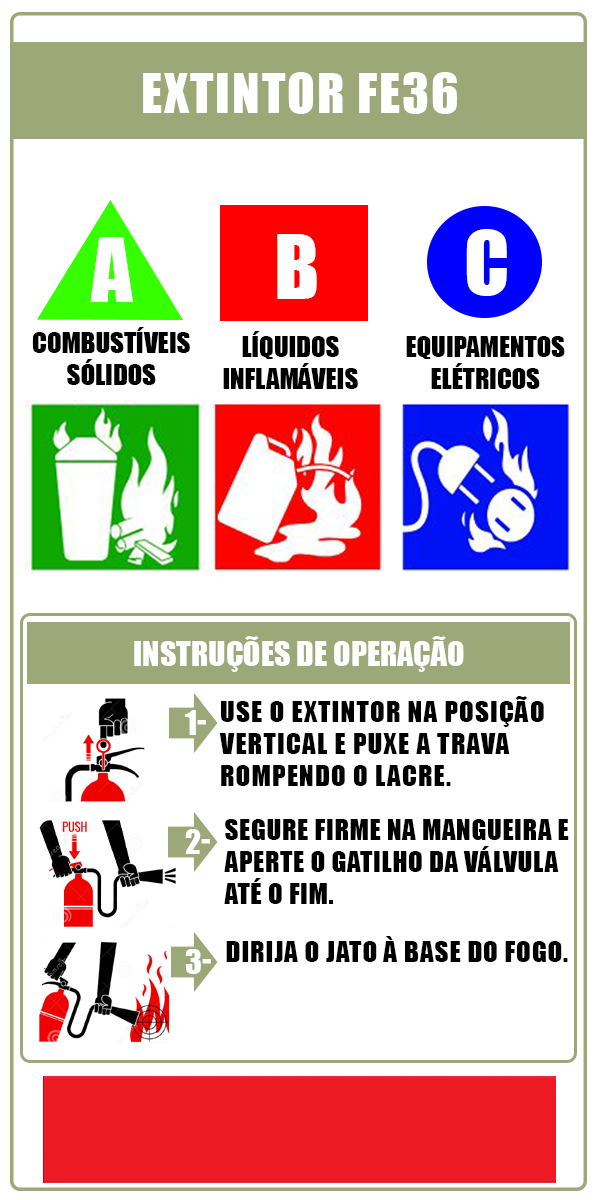 EXTINTOR FE36
A
B
C
COMBUSTÍVEIS
SÓLIDOS
LÍQUIDOS
INFLAMÁVEIS
EQUIPAMENTOS
ELÉTRICOS
INSTRUÇÕES DE OPERAÇÃO
1-
USE O EXTINTOR NA POSIÇÃO
VERTICAL E PUXE A TRAVA
ROMPENDO O LACRE.
PUSH
2-
SEGURE FIRME NA MANGUEIRA E
APERTE O GATILHO DA VÁLVULA
ATÉ O FIM.
3-
DIRIJA O JATO À BASE DO FOGO.